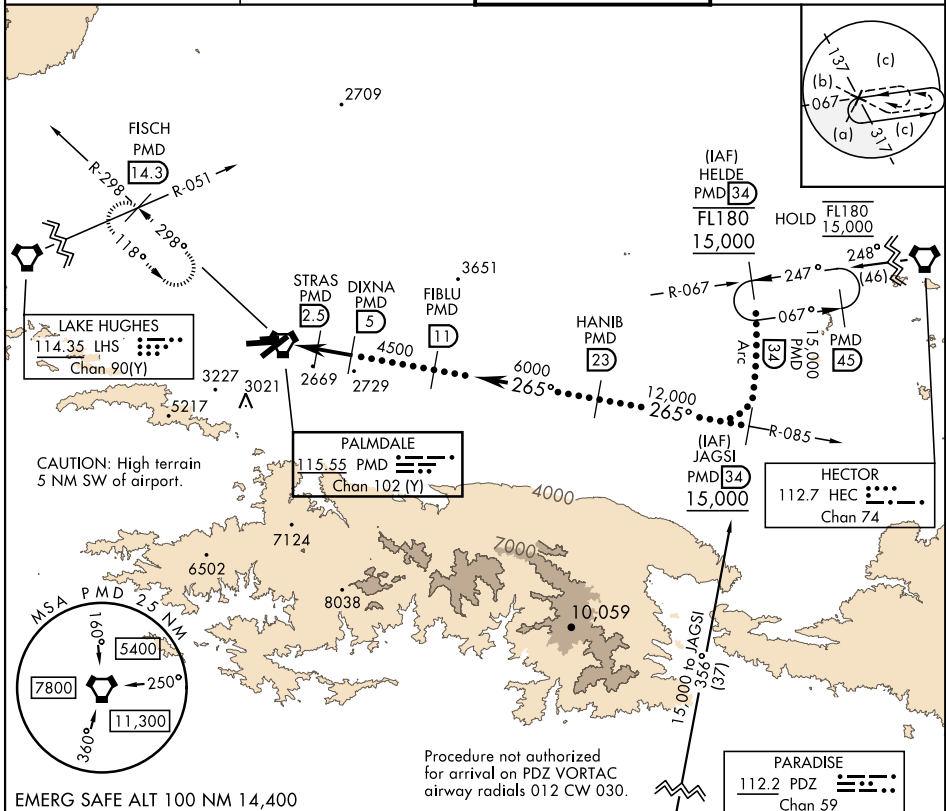 2709
FISCH
PMD
14.3
R-298
R-051
118°
298°
137
(c)
(b)
067
(a)
(c)
317
(IAF)
HELDE
PMD 34
FL180
15,000
HOLD
FL180
15,000
248°
(46)
247°
R-067
067°
15,000
PMD
45
Arc
34
PMD
LAKE HUGHES
114.35 LHS
Chan 90(Y)
STRAS
PMD
2.5
DIXNA
PMD
5
3651
FIBLU
PMD
11
HANIB
PMD
23
4500
6000
265°
12,000
265°
R-085
2669
2729
3227
3021
5217
CAUTION: High terrain
5 NM SW of airport.
PALMDALE
115.55 PMD
Chan 102 (Y)
(IAF)
JAGSI
PMD 34
15,000
HECTOR
112.7 HEC
Chan 74
4000
7000
7124
6502
8038
10,059
MSA PMD 25 NM
160°
5400
7800
250°
11,300
360°
15,000 to JAGSI
356°
(37)
Procedure not authorized
for arrival on PDZ VORTAC
airway radials 012 CW 030.
PARADISE
112.2 PDZ
Chan 59
EMERG SAFE ALT 100 NM 14,400